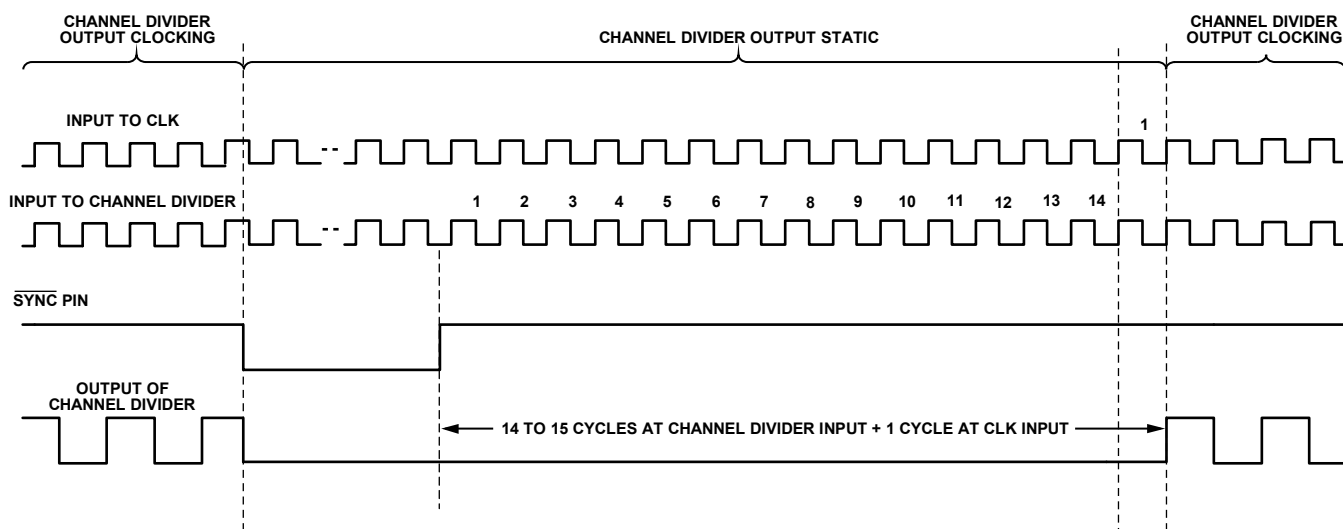 CHANNEL DIVIDER
OUTPUT CLOCKING
CHANNEL DIVIDER OUTPUT STATIC
CHANNEL DIVIDER
OUTPUT CLOCKING
INPUT TO CLK
1
INPUT TO CHANNEL DIVIDER
1 2 3 4 5 6 7 8 9 10 11 12 13 14
SYNC PIN
OUTPUT OF
CHANNEL DIVIDER
14 TO 15 CYCLES AT CHANNEL DIVIDER INPUT + 1 CYCLE AT CLK INPUT